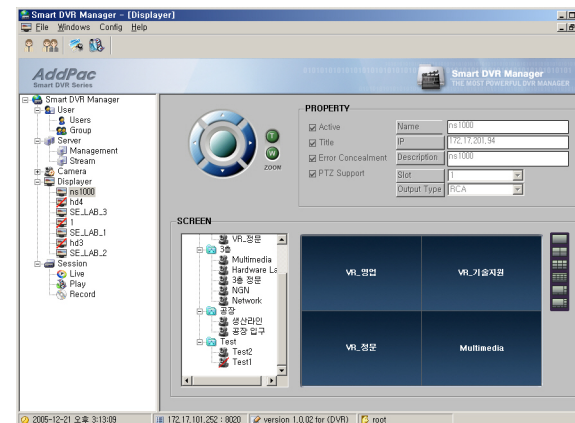 Smart DVR Manager - [Displayer]
File Windows Config Help
AddPac
Smart DVR Series
Smart DVR Manager
THE MOST POWERFUL DVR MANAGER
Smart DVR Manager
User
Users
Group
Server
Management
Stream
Camera
Displayer
ns1000
hd4
SE_LAB_3
1
SE_LAB_1
hd3
SE_LAB_2
Session
Live
Play
Record
T
W
ZOOM
PROPERTY
Active
Title
Error Concealment
PTZ Support
Name ns1000
IP 172,17,201,94
Description ns1000
Slot 1
Output Type RCA
SCREEN
VR_정문
3층
Multimedia
Hardware La
3층 정문
NGN
Network
공장
생산라인
공장 입구
Test
Test2
Test1
VR_영업
VR_기술지원
VR_정문
Multimedia
2005-12-21 오후 3:13:09
172.17.101.252 : 8020
version 1.0.02 for (DVR)
root